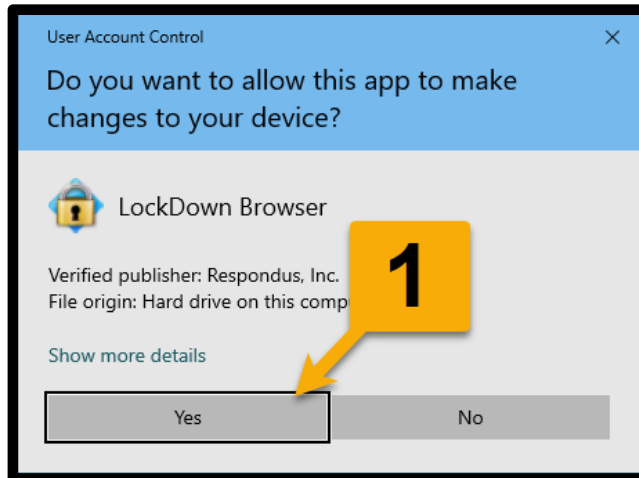 User Account Control
Do you want to allow this app to make
changes to your device?
LockDown Browser
Verified publisher: Respondus, Inc.
File origin: Hard drive on this
1
Show more details
Yes
No